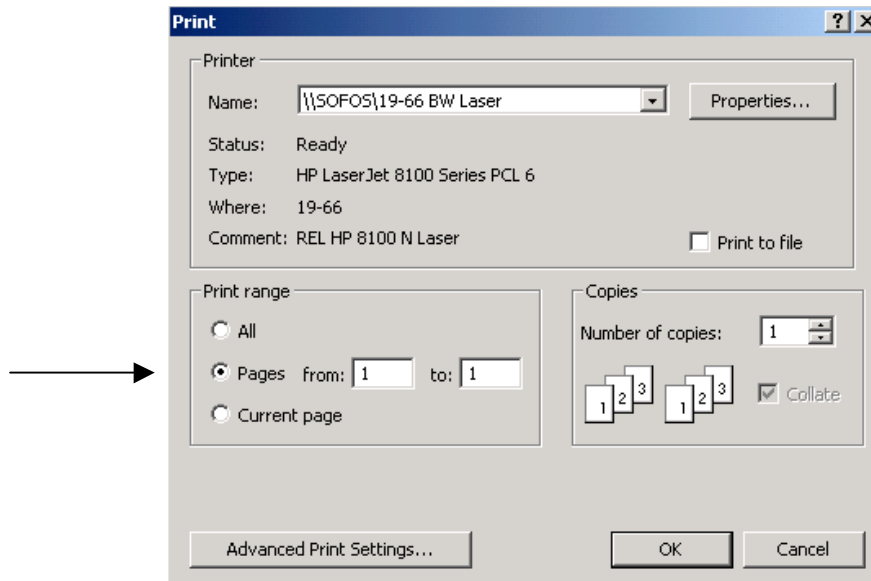 Print
Printer
Name: \\SOFOS\19-66 BW Laser Properties...
Status: Ready
Type: HP LaserJet 8100 Series PCL 6
Where: 19-66
Comment: REL HP 8100 N Laser Print to file
Print range
All
Pages from: 1 to: 1
Current page
Copies
Number of copies: 1
1 2 3 1 2 3 Collate
Advanced Print Settings... OK Cancel